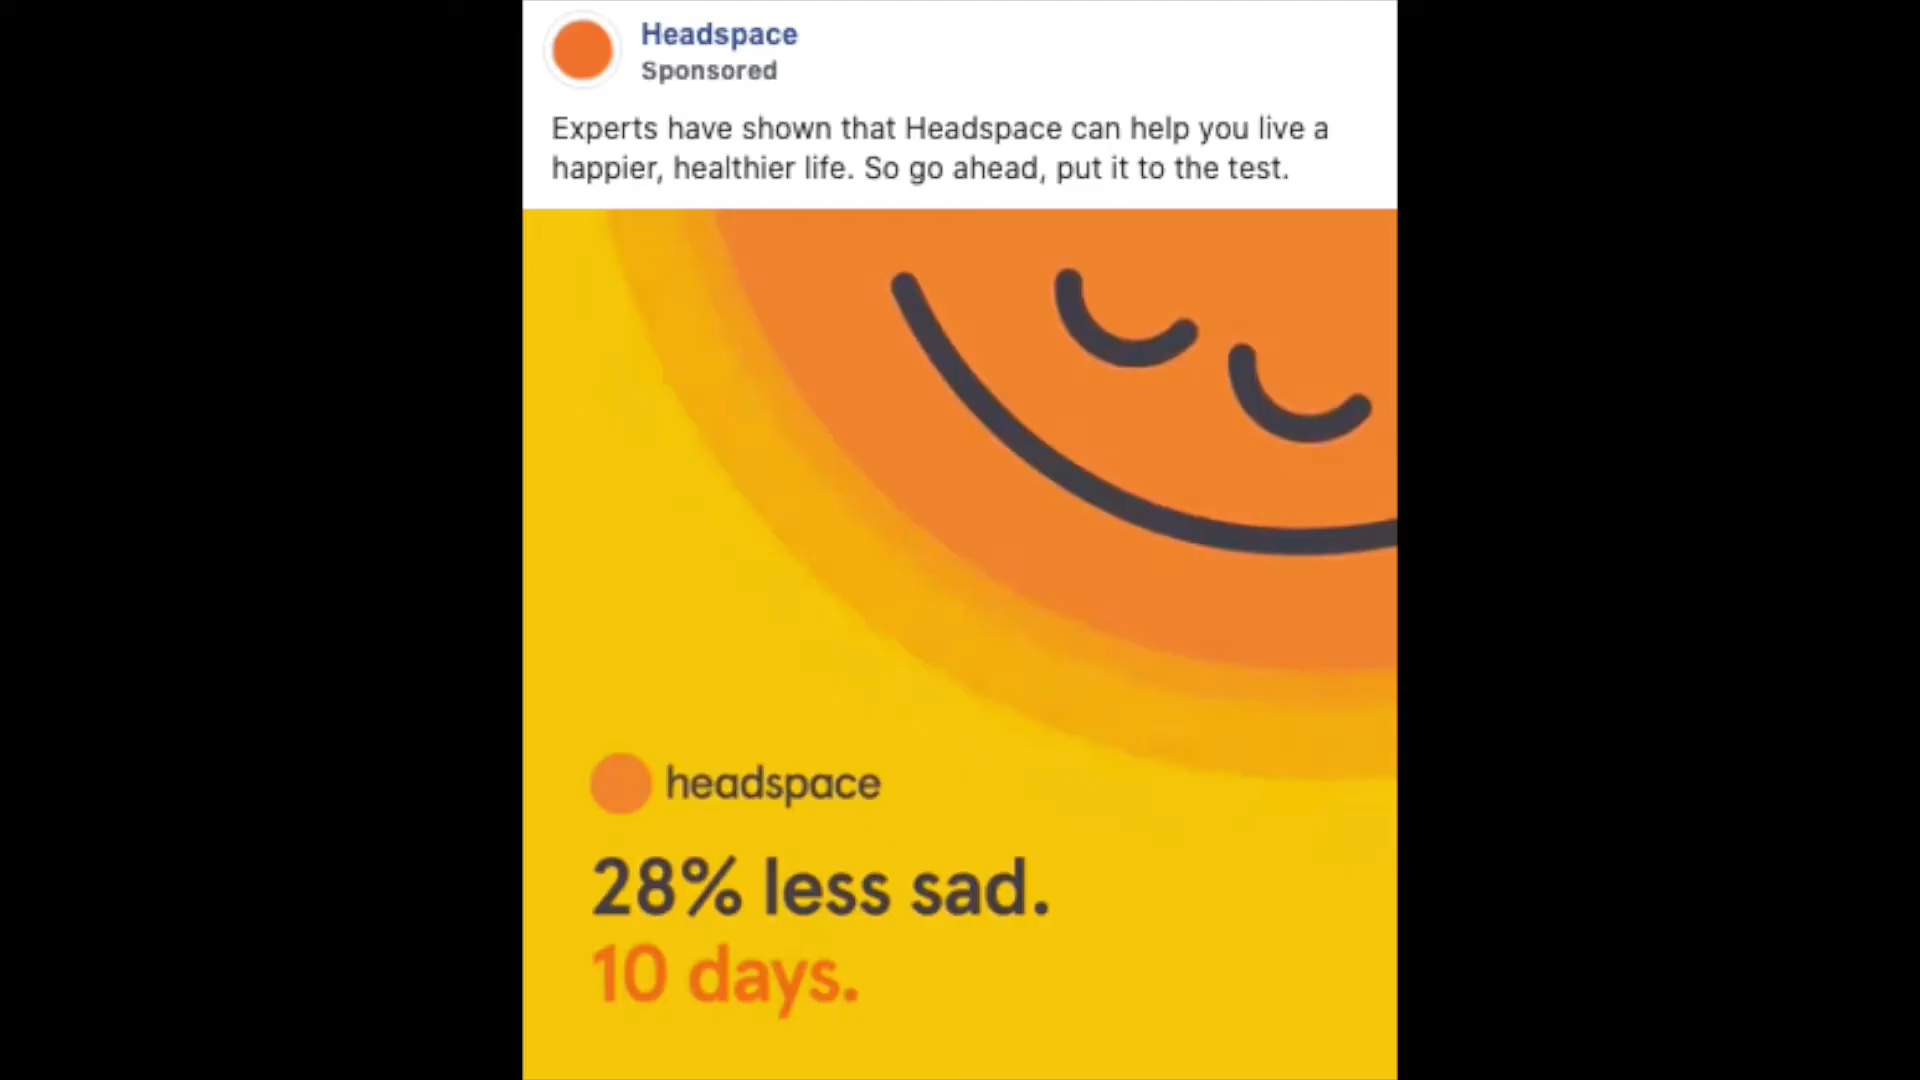 Headspace
Sponsored
Experts have shown that Headspace can help you live a
happier, healthier life. So go ahead, put it to the test.
headspace
28% less sad.
10 days.